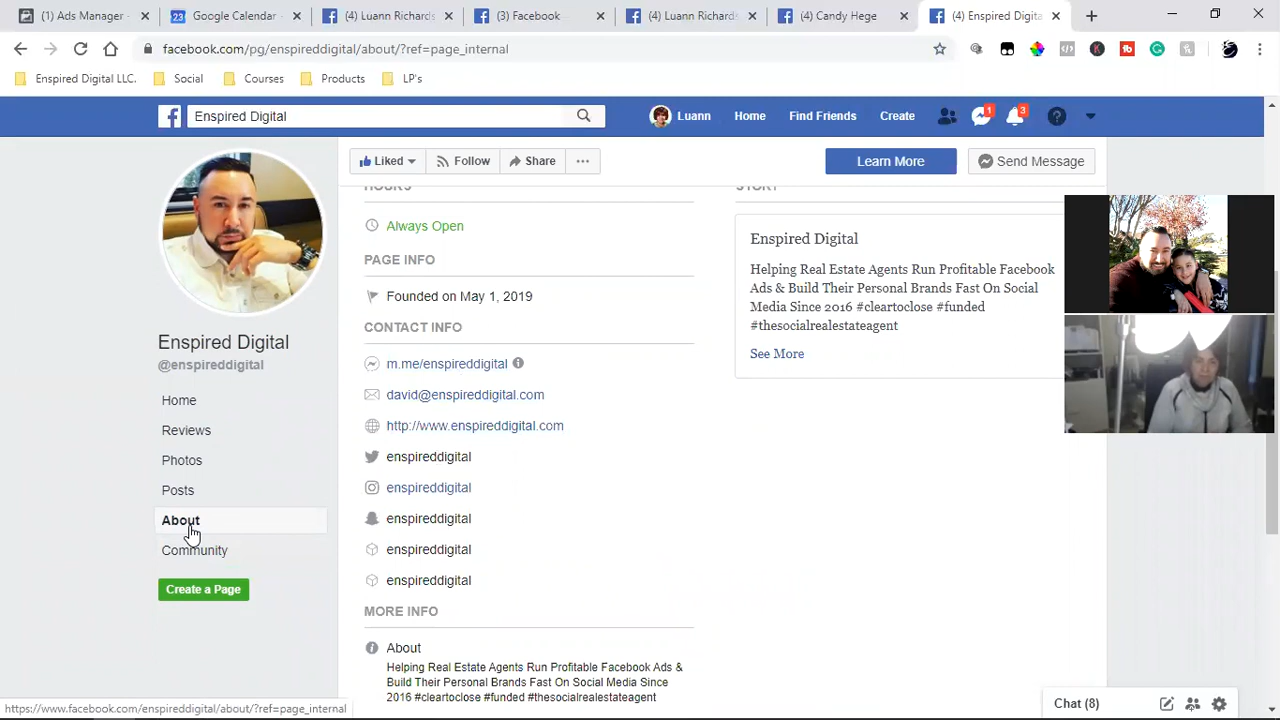 (1) Ads Manager -
Google Calendar -
(4) Luann Richards
(3) Facebook
(4) Luann Richards
(4) Candy Hege
(4) Enspired Digita
facebook.com/pg/enspireddigital/about/?ref=page_internal
Enspired Digital LLC.
Social
Courses
Products
LP's
Enspired Digital
Luann
Home
Find Friends
Create
1
3
Liked
Follow
Share
Learn More
Send Message
HOURS
STORY
Always Open
PAGE INFO
Founded on May 1, 2019
CONTACT INFO
m.me/enspireddigital
david@enspireddigital.com
http://www.enspireddigital.com
enspireddigital
enspireddigital
enspireddigital
enspireddigital
enspireddigital
MORE INFO
About
Helping Real Estate Agents Run Profitable Facebook Ads &
Build Their Personal Brands Fast On Social Media Since
2016 #cleartoclose #funded #thesocialrealestateagent
Enspired Digital
Helping Real Estate Agents Run Profitable Facebook
Ads & Build Their Personal Brands Fast On Social
Media Since 2016 #cleartoclose #funded
#thesocialrealestateagent
See More
Enspired Digital
@enspireddigital
Home
Reviews
Photos
Posts
About
Community
Create a Page
https://www.facebook.com/enspireddigital/about/?ref=page_internal
Chat (8)